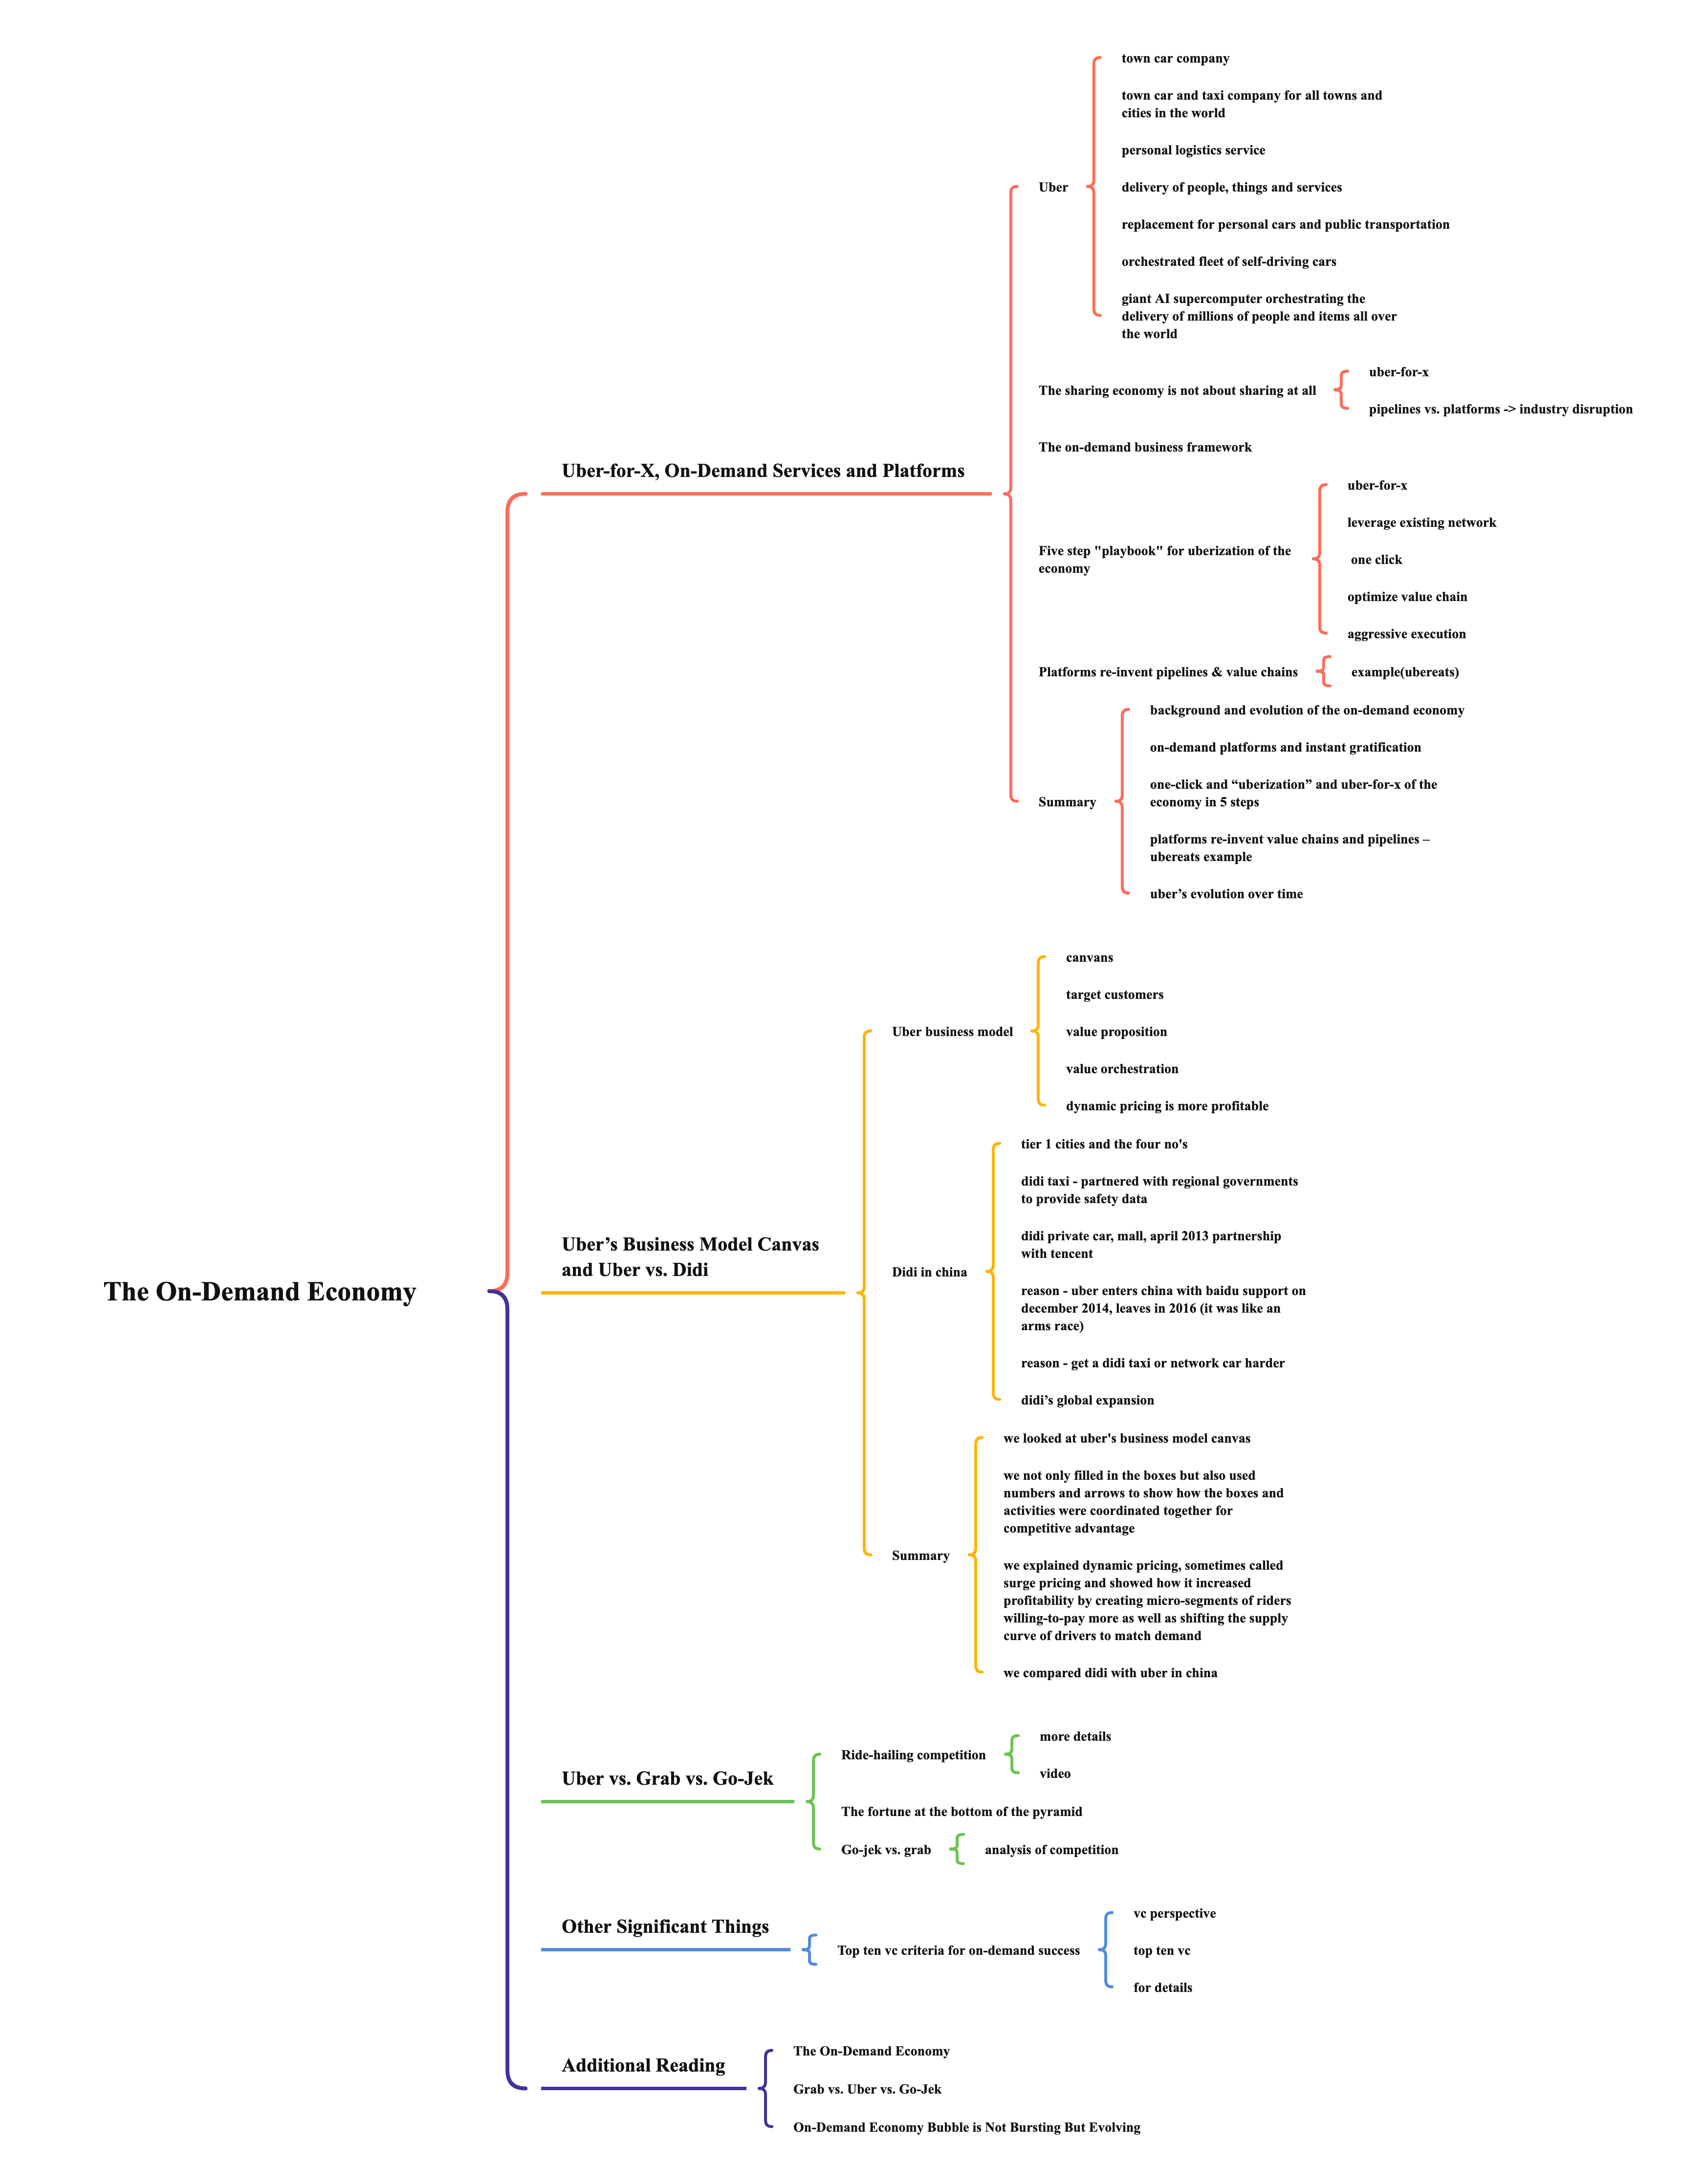 The On-Demand Economy
Uber-for-X, On-Demand Services and Platforms
Uber
town car company
town car and taxi company for all towns and
cities in the world
personal logistics service
delivery of people, things and services
replacement for personal cars and public transportation
orchestrated fleet of self-driving cars
giant AI supercomputer orchestrating the
delivery of millions of people and items all over
the world
The sharing economy is not about sharing at all
uber-for-x
pipelines vs. platforms -> industry disruption
The on-demand business framework
Five step "playbook" for uberization of the
economy
uber-for-x
leverage existing network
one click
optimize value chain
aggressive execution
Platforms re-invent pipelines & value chains
example(ubereats)
Summary
background and evolution of the on-demand economy
on-demand platforms and instant gratification
one-click and “uberization” and uber-for-x of the
economy in 5 steps
platforms re-invent value chains and pipelines –
ubereats example
uber’s evolution over time
Uber’s Business Model Canvas
and Uber vs. Didi
Uber business model
canvans
target customers
value proposition
value orchestration
dynamic pricing is more profitable
Didi in china
tier 1 cities and the four no's
didi taxi - partnered with regional governments
to provide safety data
didi private car, mall, april 2013 partnership
with tencent
reason - uber enters china with baidu support on
december 2014, leaves in 2016 (it was like an
arms race)
reason - get a didi taxi or network car harder
didi’s global expansion
Summary
we looked at uber's business model canvas
we not only filled in the boxes but also used
numbers and arrows to show how the boxes and
activities were coordinated together for
competitive advantage
we explained dynamic pricing, sometimes called
surge pricing and showed how it increased
profitability by creating micro-segments of riders
willing-to-pay more as well as shifting the supply
curve of drivers to match demand
we compared didi with uber in china
Uber vs. Grab vs. Go-Jek
Ride-hailing competition
more details
video
The fortune at the bottom of the pyramid
Go-jek vs. grab
analysis of competition
Other Significant Things
Top ten vc criteria for on-demand success
vc perspective
top ten vc
for details
Additional Reading
The On-Demand Economy
Grab vs. Uber vs. Go-Jek
On-Demand Economy Bubble is Not Bursting But Evolving